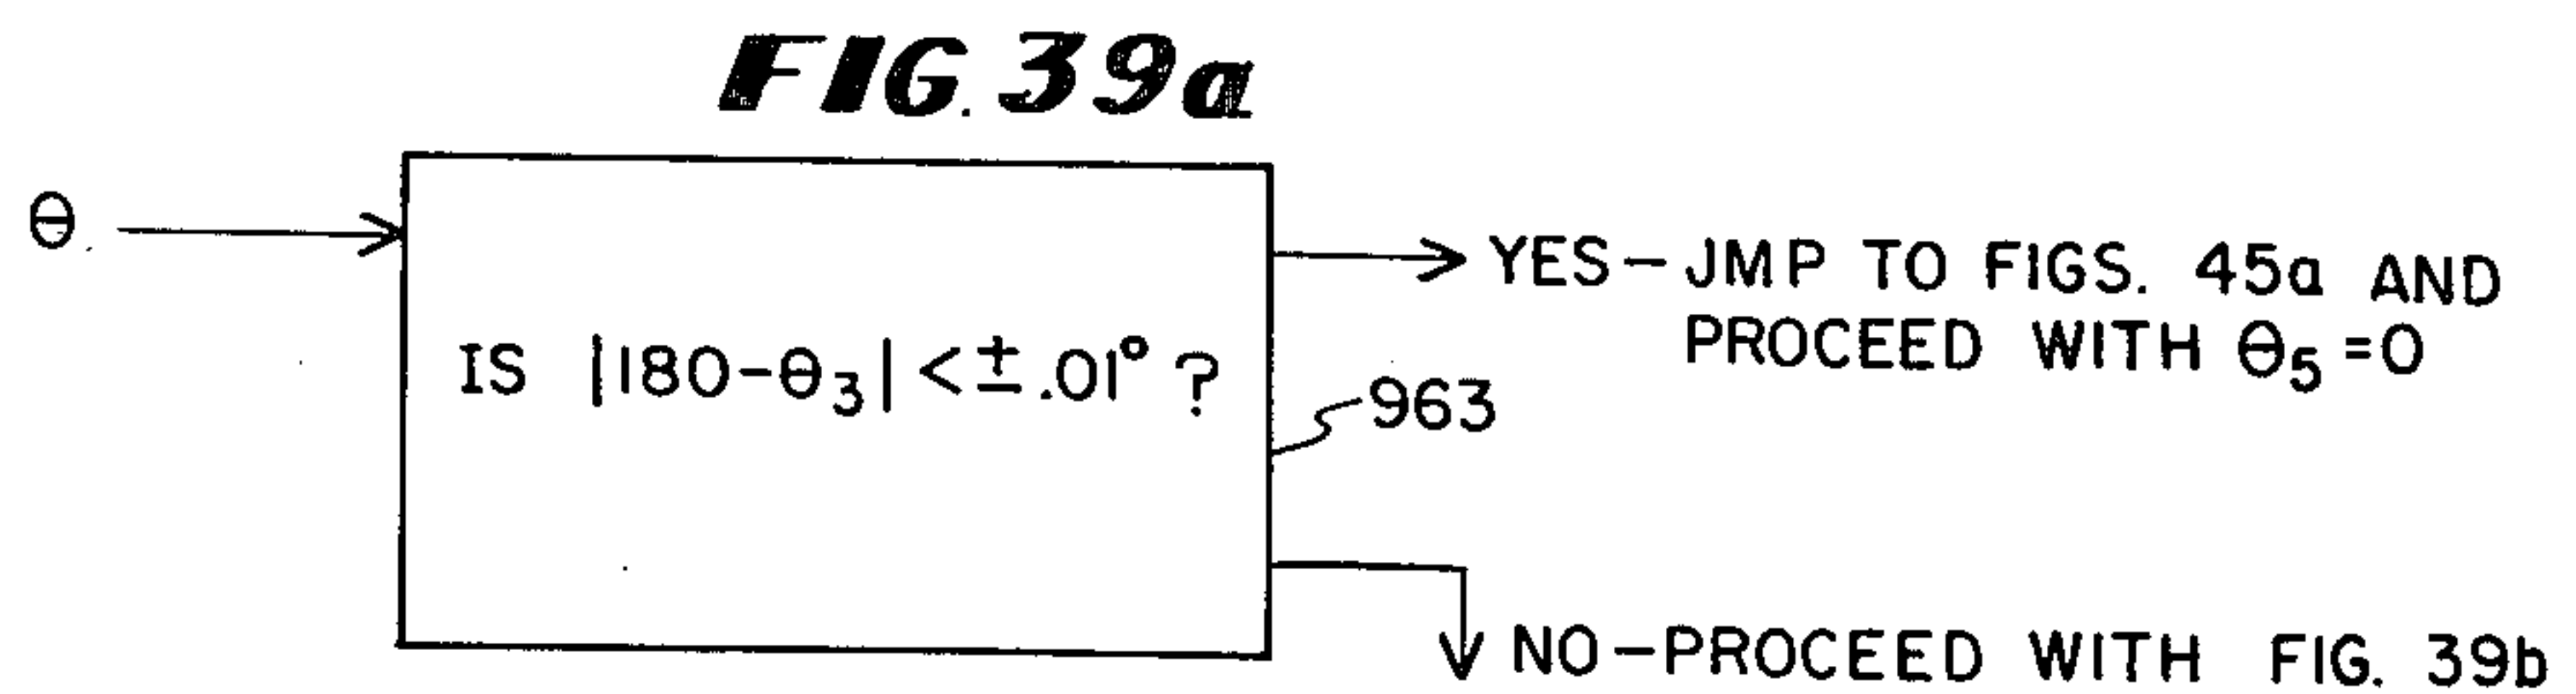 FIG. 39a
θ
IS |180-θ₃| < ±.01° ?
YES-JMP TO FIGS. 45a AND
PROCEED WITH θ₅=0
963
NO-PROCEED WITH FIG. 39b